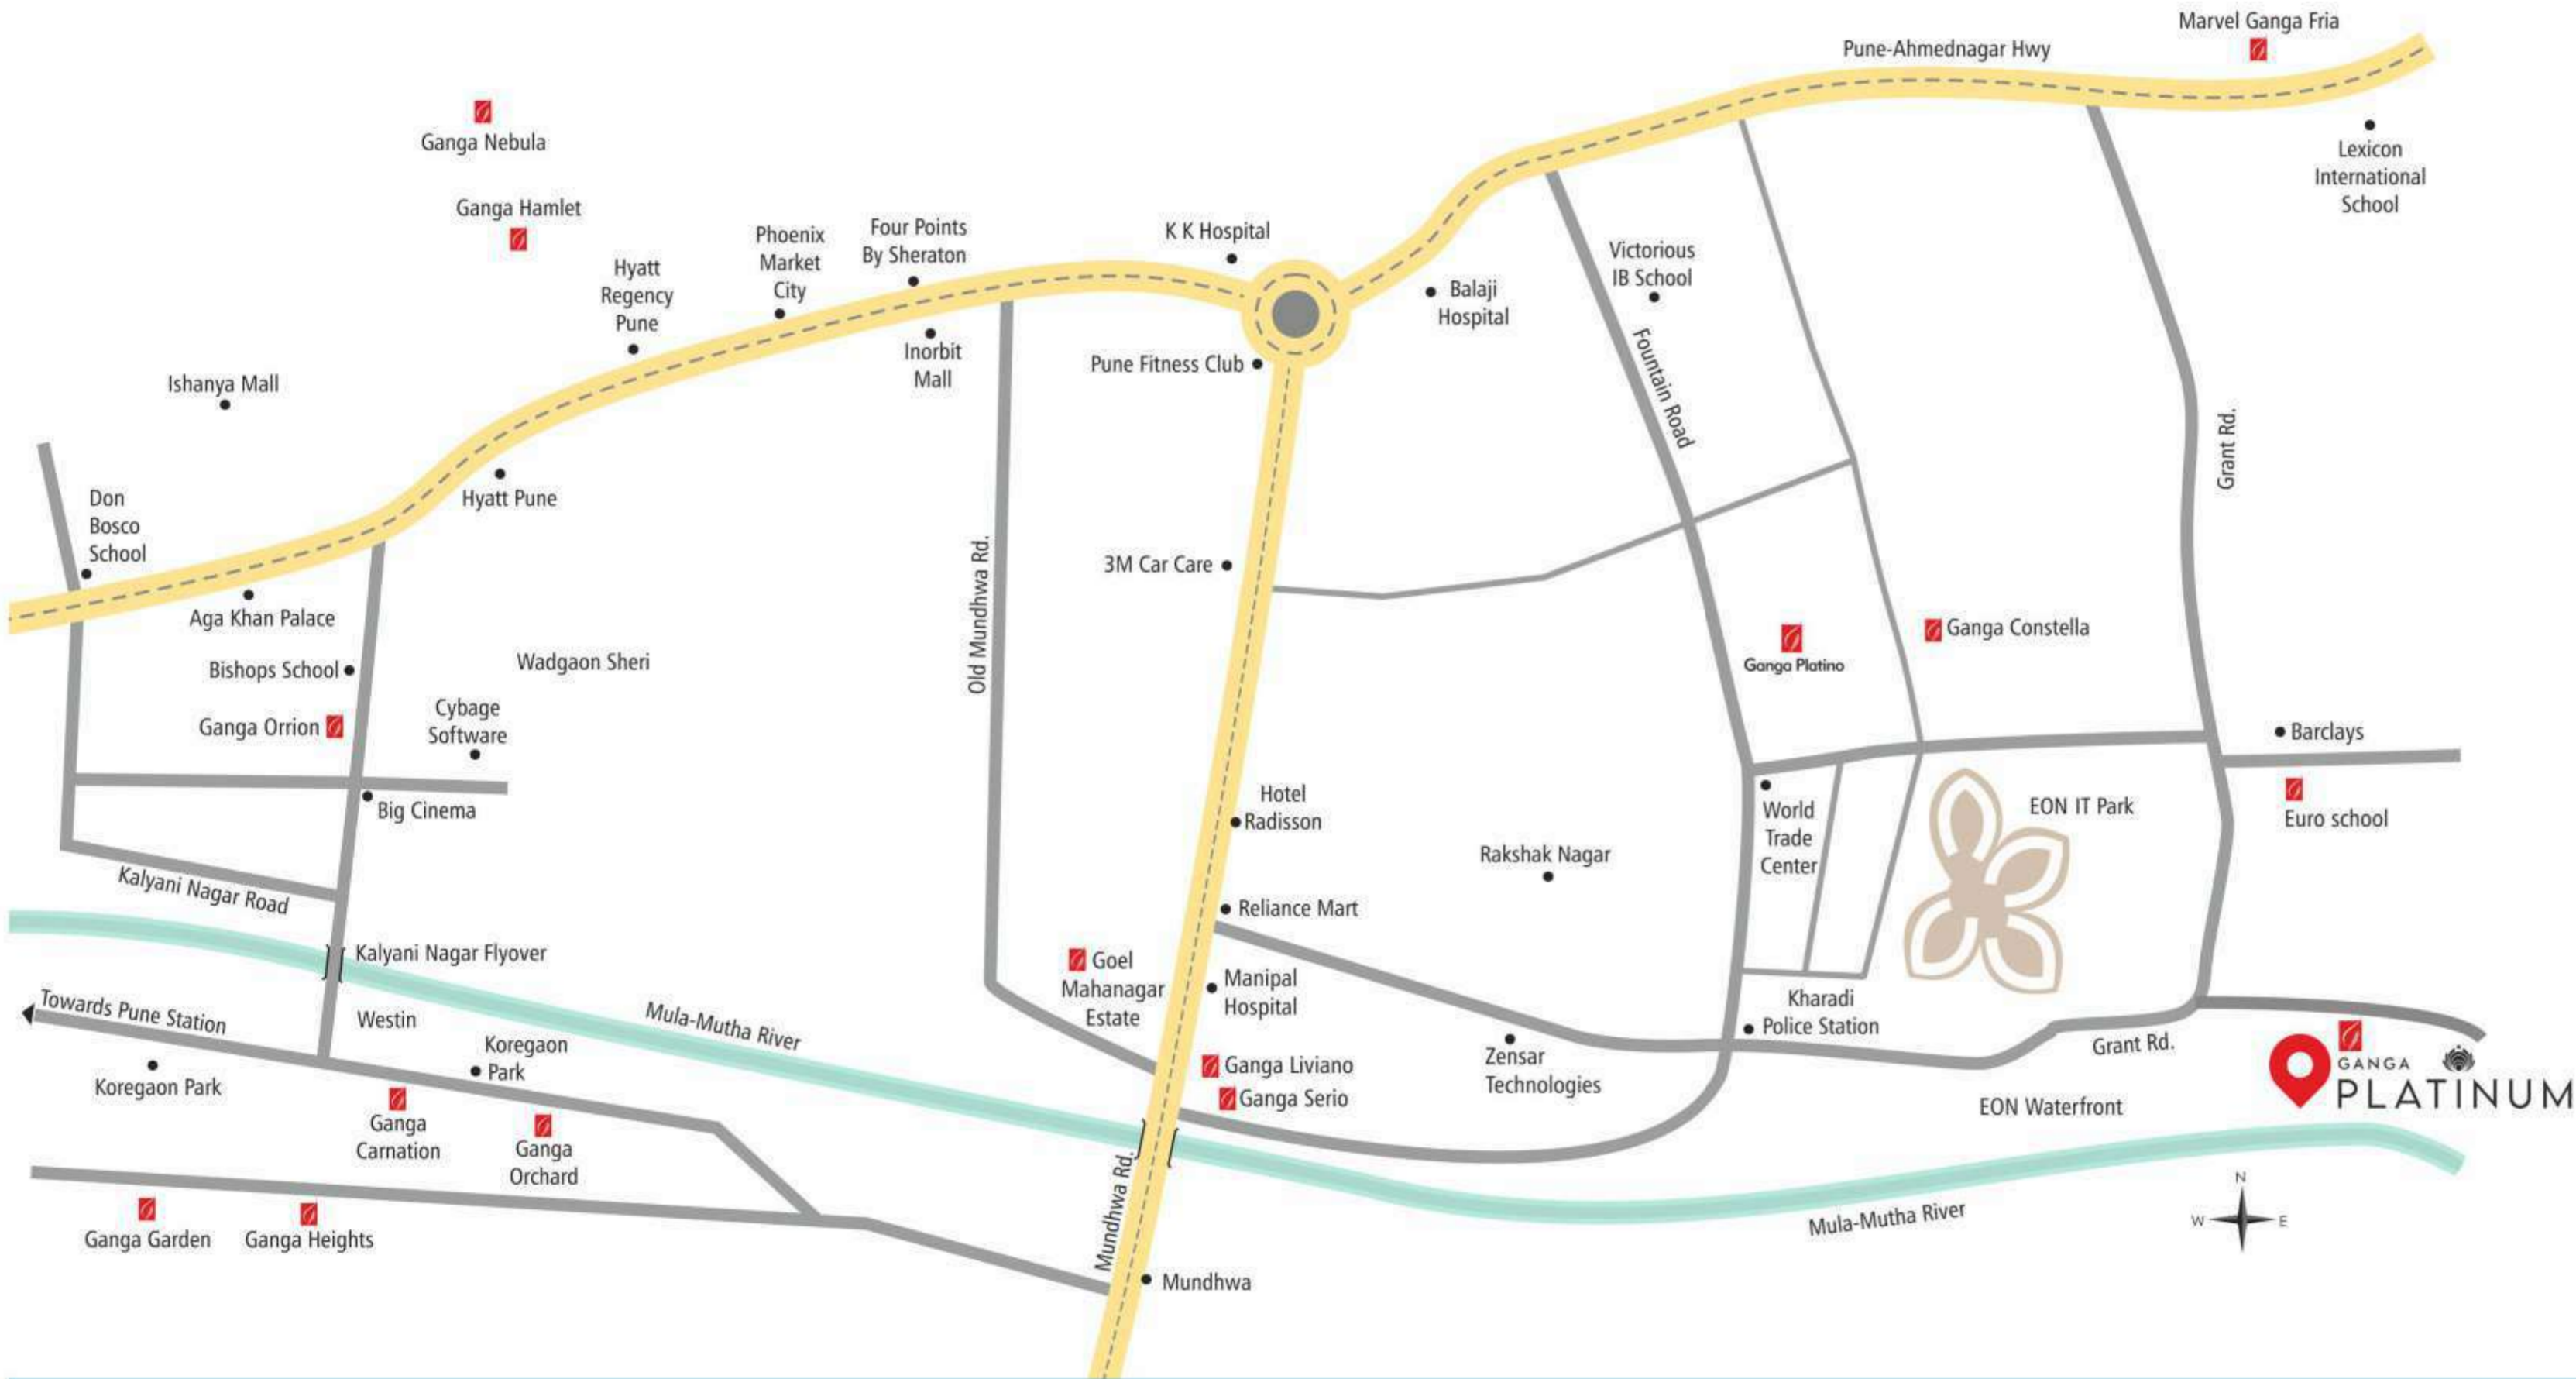 Marvel Ganga Fria
Pune-Ahmednagar Hwy
Ganga Nebula
Lexicon
International
School
Ganga Hamlet
Hyatt
Regency
Pune
Phoenix
Market
City
Four Points
By Sheraton
K K Hospital
Balaji
Hospital
Victorious
IB School
Inorbit
Mall
Pune Fitness Club
Fountain Road
Grant Rd.
Ishanya Mall
Hyatt Pune
Don
Bosco
School
Aga Khan Palace
Old Mundhwa Rd.
3M Car Care
Bishops School
Wadgaon Sheri
Ganga Platino
Ganga Constella
Ganga Orrion
Cybage
Software
Barclays
Big Cinema
Hotel
Radisson
World
Trade
Center
EON IT Park
Euro school
Rakshak Nagar
Kalyani Nagar Road
Reliance Mart
Kalyani Nagar Flyover
Goel
Mahanagar
Estate
Manipal
Hospital
Kharadi
Police Station
Towards Pune Station
Westin
Mula-Mutha River
Koregaon
Park
Koregaon Park
Ganga Liviano
Ganga Serio
Zensar
Technologies
Grant Rd.
GANGA
PLATINUM
EON Waterfront
Ganga
Carnation
Ganga
Orchard
Mundhwa Rd.
Mula-Mutha River
N
W
E
Ganga Garden
Ganga Heights
Mundhwa